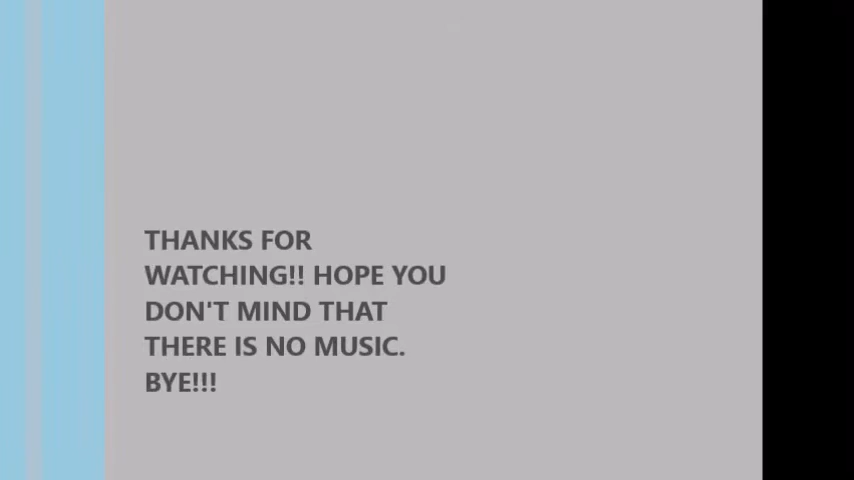 THANKS FOR
WATCHING!! HOPE YOU
DON'T MIND THAT
THERE IS NO MUSIC.
BYE!!!